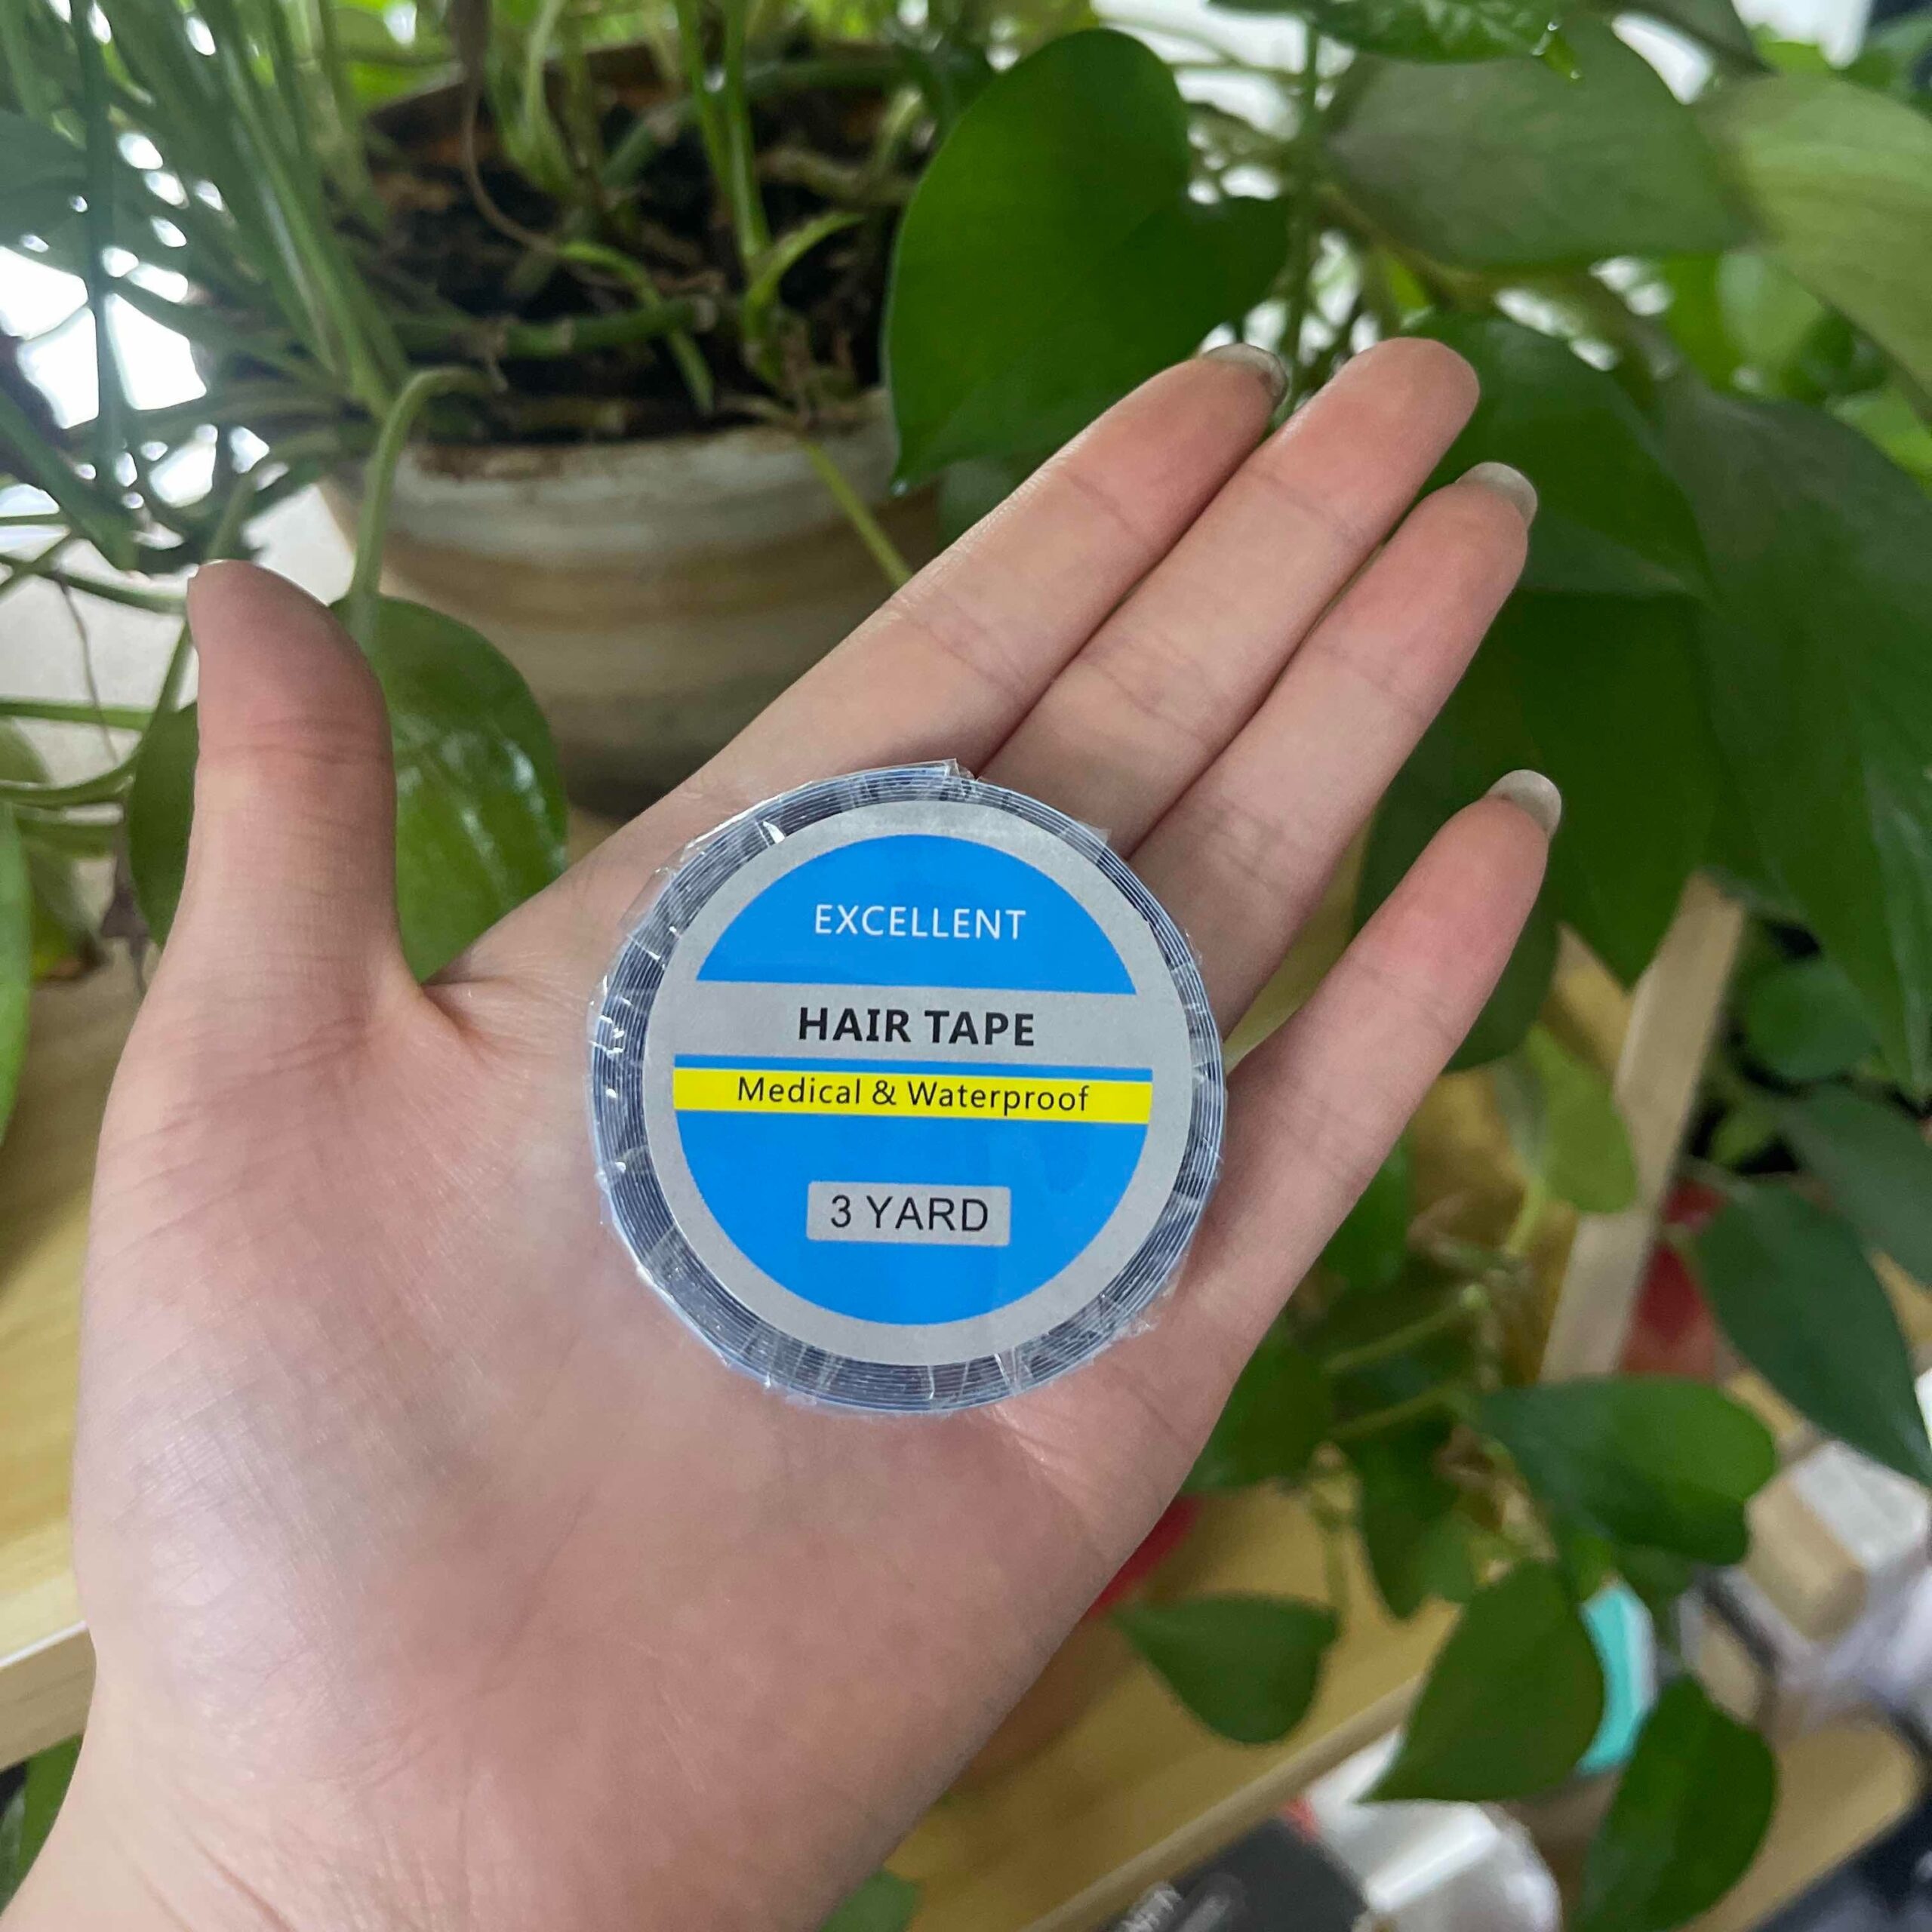 EXCELLENT
HAIR TAPE
Medical & Waterproof
3 YARD